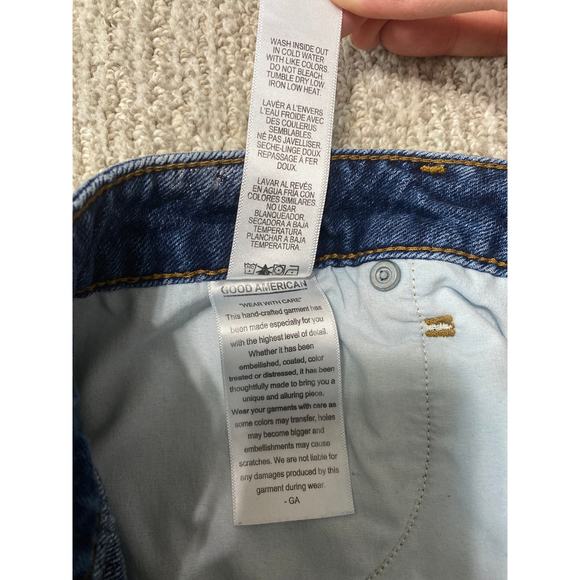 WASH INSIDE OUT
IN COLD WATER
WITH LIKE COLORS.
DO NOT BLEACH.
TUMBLE DRY LOW.
IRON LOW HEAT.
LAVÉR A L'ENVERS
L'EAU FROIDE AVEC
DES COULERUS
SEMBLABLES.
NÉ PAS JAVELLISER.
SECHE-LINGE DOUX.
REPASSAGE A FER
DOUX.
LAVAR AL REVÉS
EN AGUA FRÍA CON
COLORES SIMILARES.
NO USAR
BLANQUEADOR.
SECADORA A BAJA
TEMPERATURA
PLANCHAR A BAJA
TEMPERATURA.
GOOD AMERICAN
"WEAR WITH CARE"
This hand-crafted garment has
been made especially for you
with the highest level of detail.
Whether it has been
embellished, coated, color
treated or distressed, it has been
thoughtfully made to bring you a
unique and alluring piece.
Wear your garments with care as
some colors may transfer, holes
may become bigger and
embellishments may cause
scratches. We are not liable for
any damages produced by this
garment during wear.
- GA